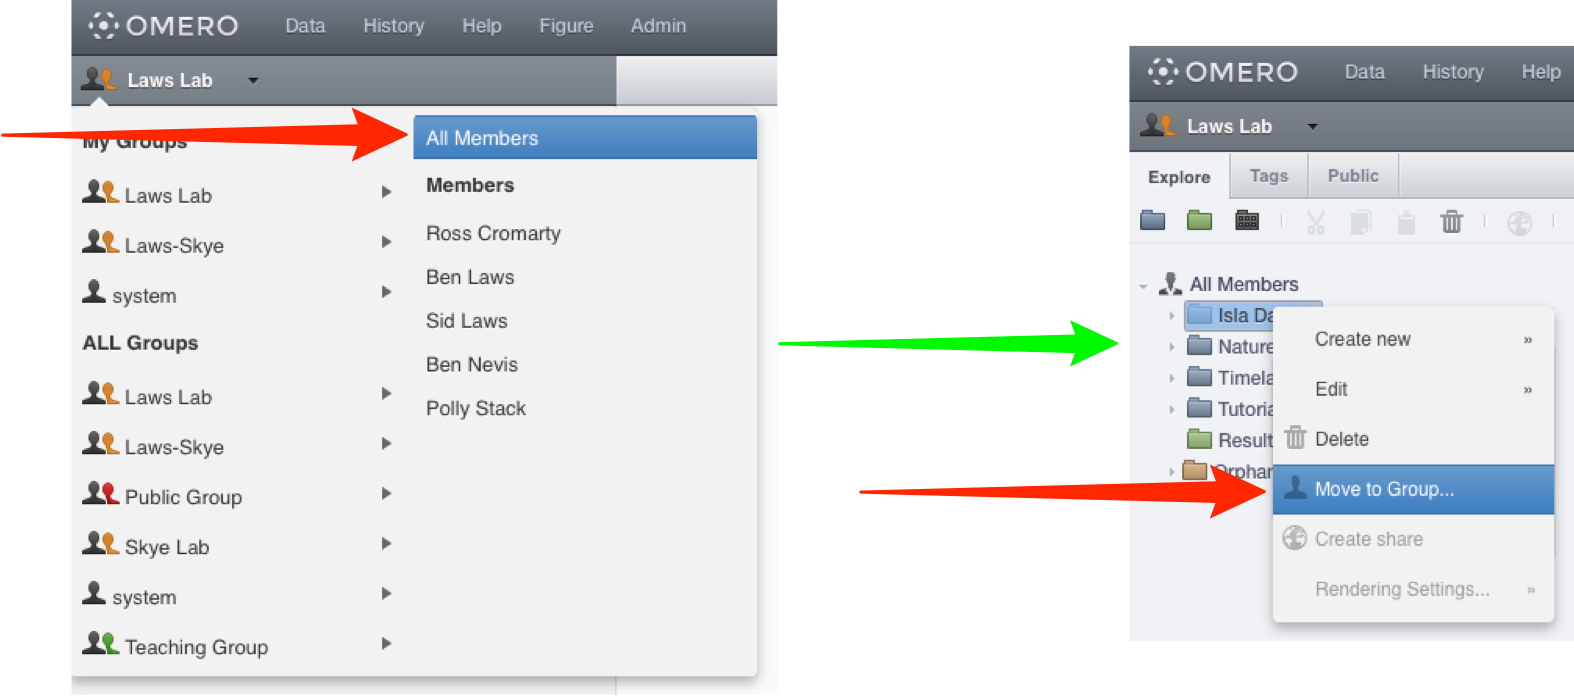 OMERO Data History Help Figure Admin
Laws Lab
My Groups
Laws Lab
Laws-Skye
system
ALL Groups
Laws Lab
Laws-Skye
Public Group
Skye Lab
system
Teaching Group
All Members
Members
Ross Cromarty
Ben Laws
Sid Laws
Ben Nevis
Polly Stack
OMERO Data History Help
Laws Lab
Explore Tags Public
All Members
Isla Da
Nature
Timela
Tutoria
Result
Orphan
Create new »
Edit »
Delete
Move to Group...
Create share
Rendering Settings... »